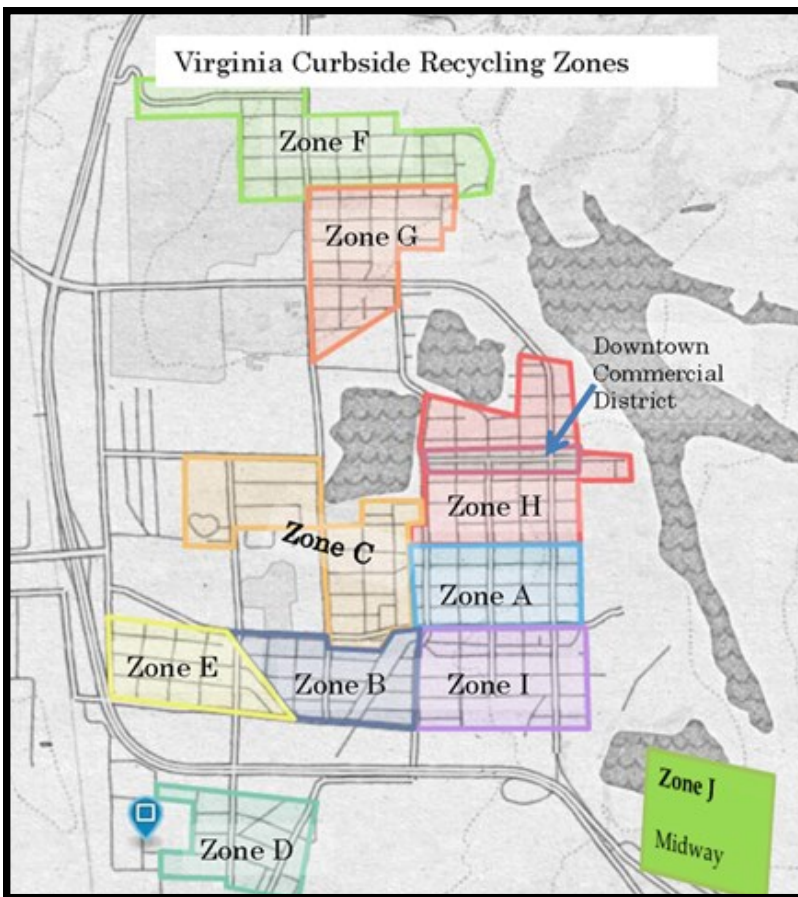 Virginia Curbside Recycling Zones
Zone F
Zone G
Downtown
Commercial
District
Zone H
Zone C
Zone A
Zone E
Zone B
Zone I
Zone J
Midway
Zone D